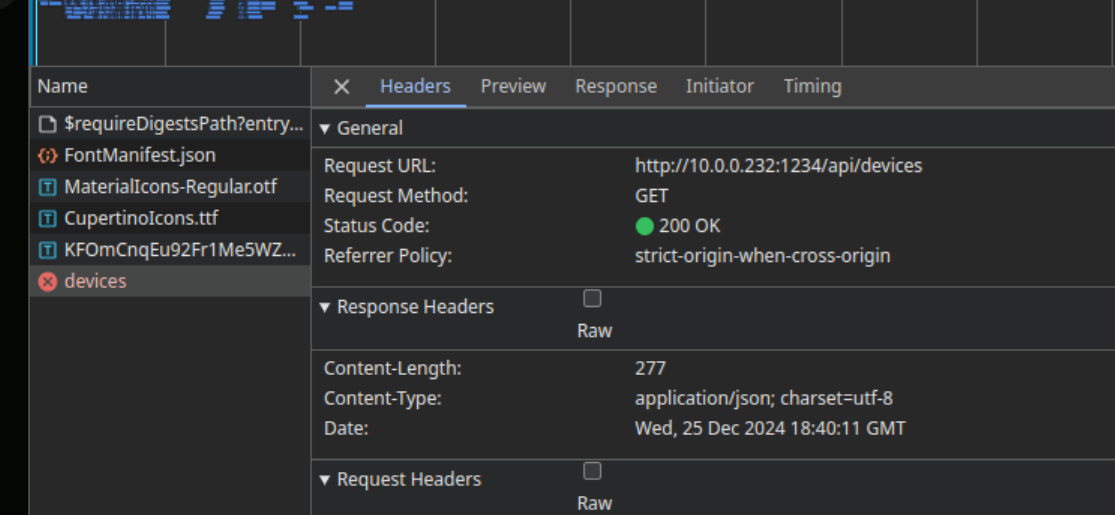 Name
$requireDigestsPath?entry...
FontManifest.json
MaterialIcons-Regular.otf
CupertinoIcons.ttf
KFOmCnqEu92Fr1Me5WZ...
devices
Headers Preview Response Initiator Timing
General
Request URL: http://10.0.0.232:1234/api/devices
Request Method: GET
Status Code: 200 OK
Referrer Policy: strict-origin-when-cross-origin
Response Headers
Raw
Content-Length: 277
Content-Type: application/json; charset=utf-8
Date: Wed, 25 Dec 2024 18:40:11 GMT
Request Headers
Raw